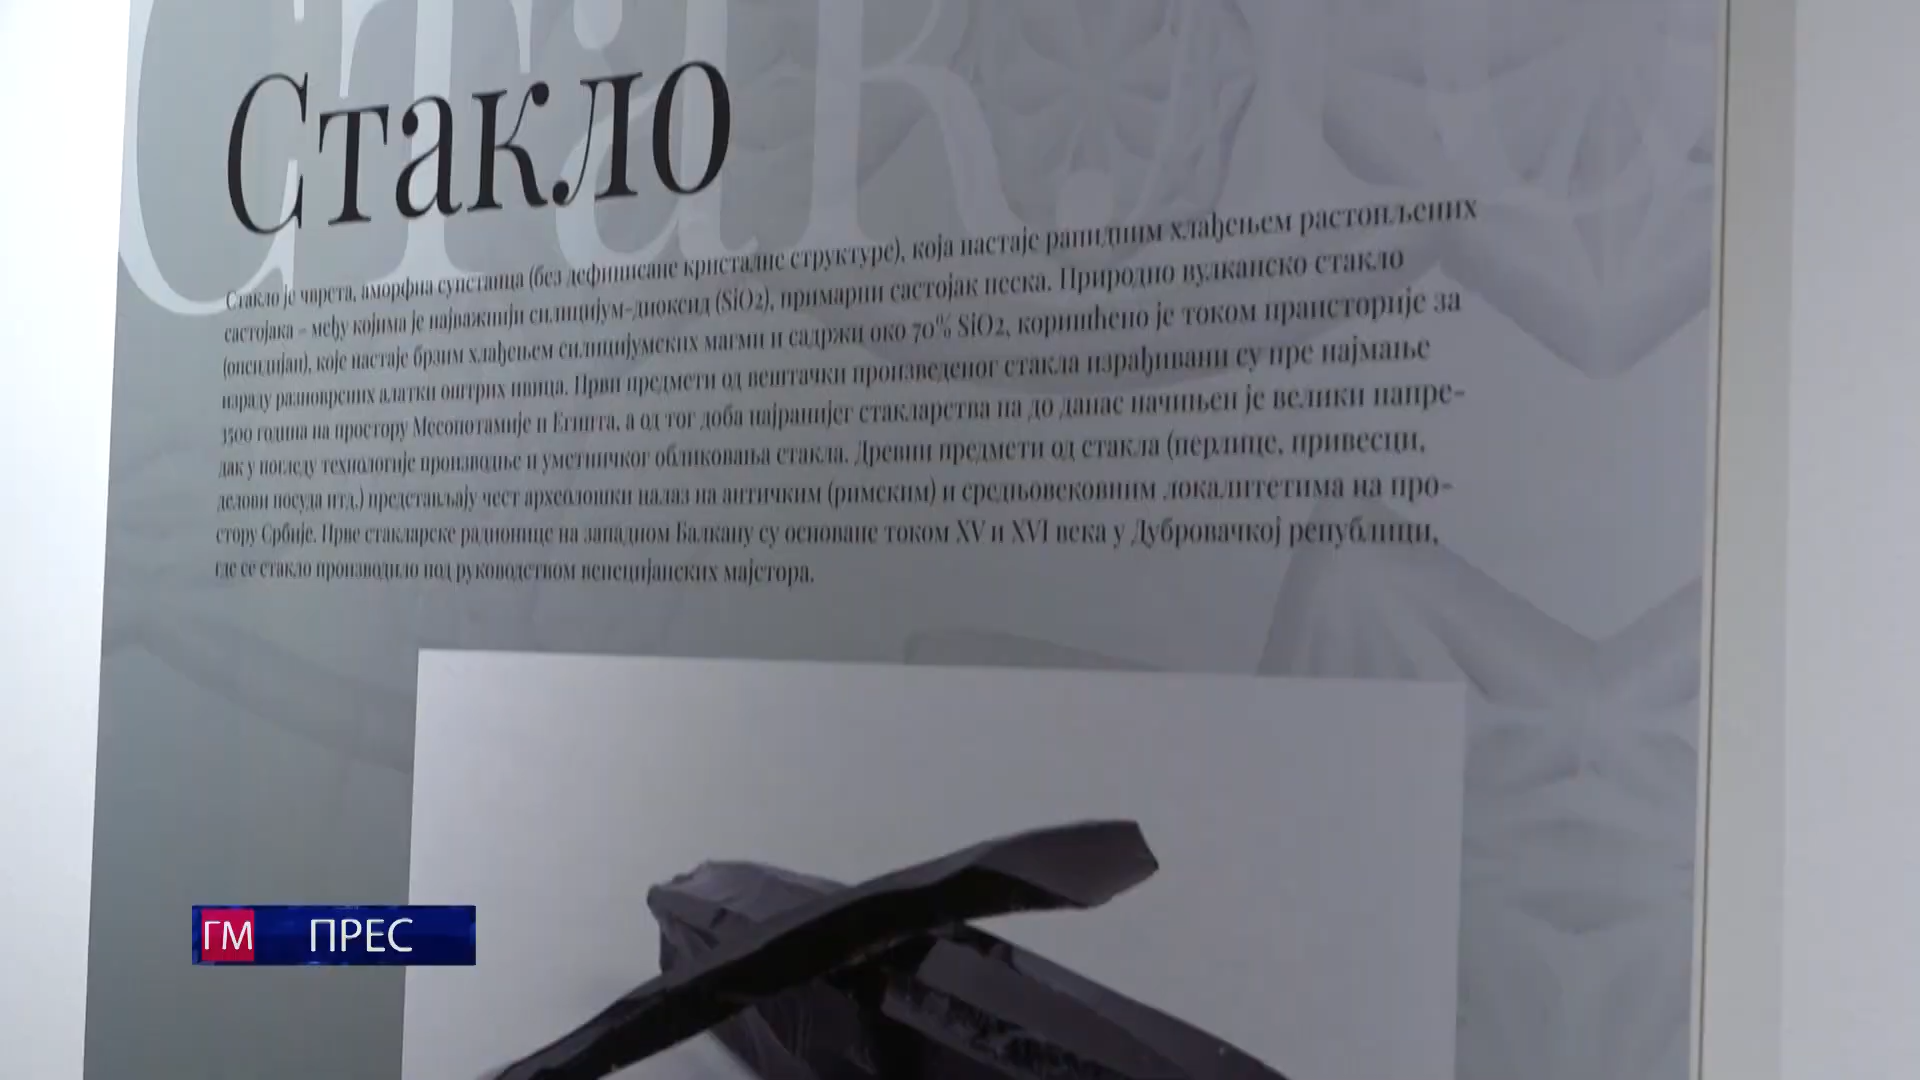 Стакло
Стакло је чврста, аморфна супстанца (без дефинисане кристалне структуре), која настаје рапидним хлађењем растопљених
састојака – међу којима је најважнији силицијум-диоксид (SiO2), примарни састојак песка. Природно вулканско стакло
(опсидијан), које настаје брзим хлађењем силицијумских магми и садржи око 70% SiO2, коришћено је током праисторије за
израду разноврсних алатки оштрих ивица. Први предмети од вештачки произведеног стакла израђивани су пре најмање
3500 година на простору Месопотамије и Египта, а од тог доба најранијег стакларства па до данас начињен је велики напре-
дак у погледу технологије производње и уметничког обликовања стакла. Древни предмети од стакла (перлице, привесци,
делови посуда итд.) представљају чест археолошки налаз на античким (римским) и средњовековним локалитетима на про-
стору Србије. Прве стакларске радионице на западном Балкану су основане током XV и XVI века у Дубровачкој републици,
где се стакло производило под руководством венецијанских мајстора.
ГМ ПРЕС